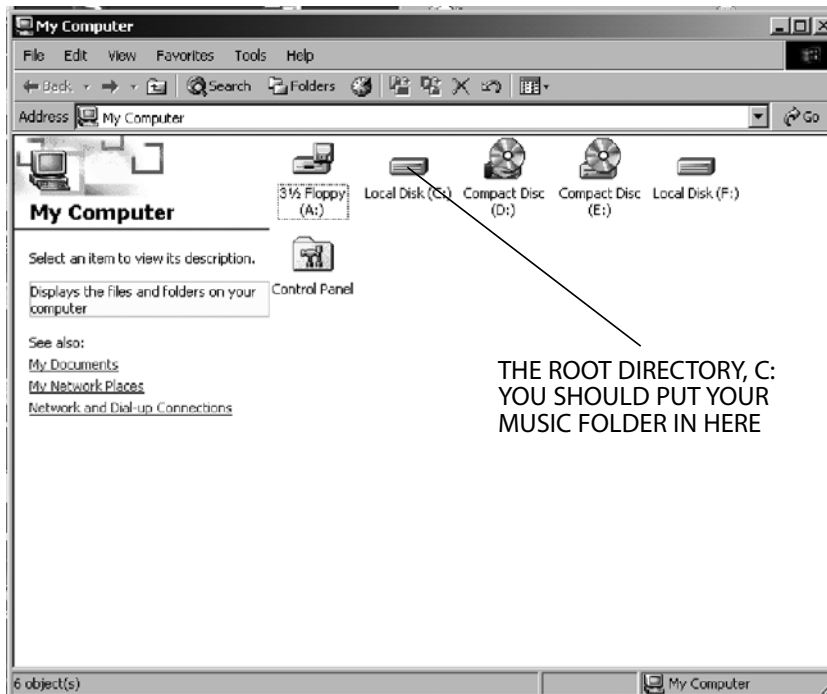 My Computer
File Edit View Favorites Tools Help
Back Search Folders
Address My Computer Go
My Computer
Select an item to view its description.
Displays the files and folders on your
computer
See also:
My Documents
My Network Places
Network and Dial-up Connections
3½ Floppy
(A:)
Local Disk (C:)
Compact Disc
(D:)
Compact Disc
(E:)
Local Disk (F:)
Control Panel
THE ROOT DIRECTORY, C:
YOU SHOULD PUT YOUR
MUSIC FOLDER IN HERE
6 object(s) My Computer